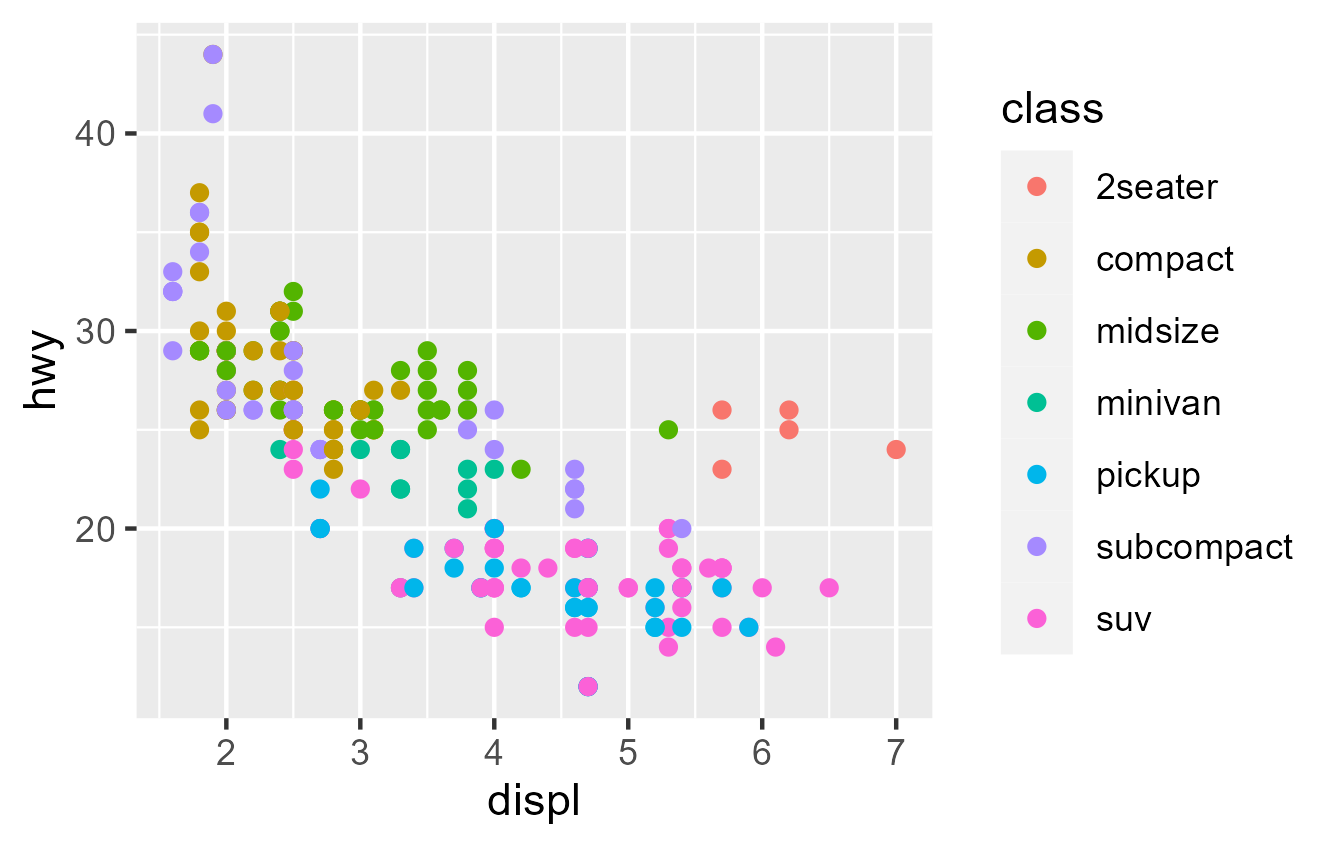 40
30
20
hwy
2 3 4 5 6 7
displ
class
2seater
compact
midsize
minivan
pickup
subcompact
suv